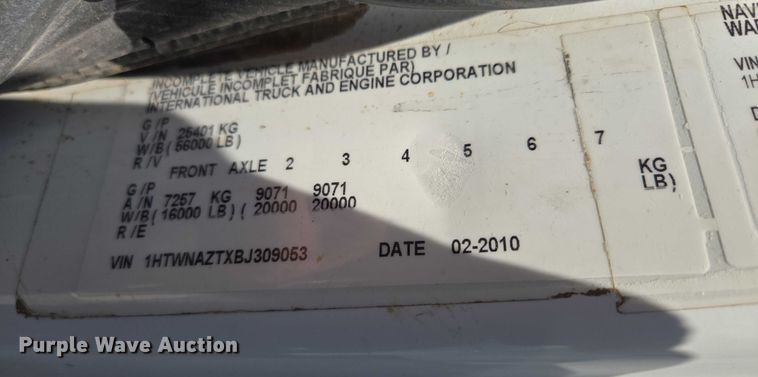 INCOMPLETE VEHICLE MANUFACTURED BY /
(VEHICULE INCOMPLET FABRIQUE PAR)
INTERNATIONAL TRUCK AND ENGINE CORPORATION
G /P
V /N 25401 KG
W/B ( 56000 LB)
R /V
FRONT AXLE 2 3 4 5 6 7
G /P
A /N 7257 KG 9071 9071 KG
W/B ( 16000 LB) ( 20000 20000 LB)
R /E
VIN 1HTWNAZTXBJ309053 DATE 02-2010
NAVI
WAR
VIN
1H
D
Purple Wave Auction